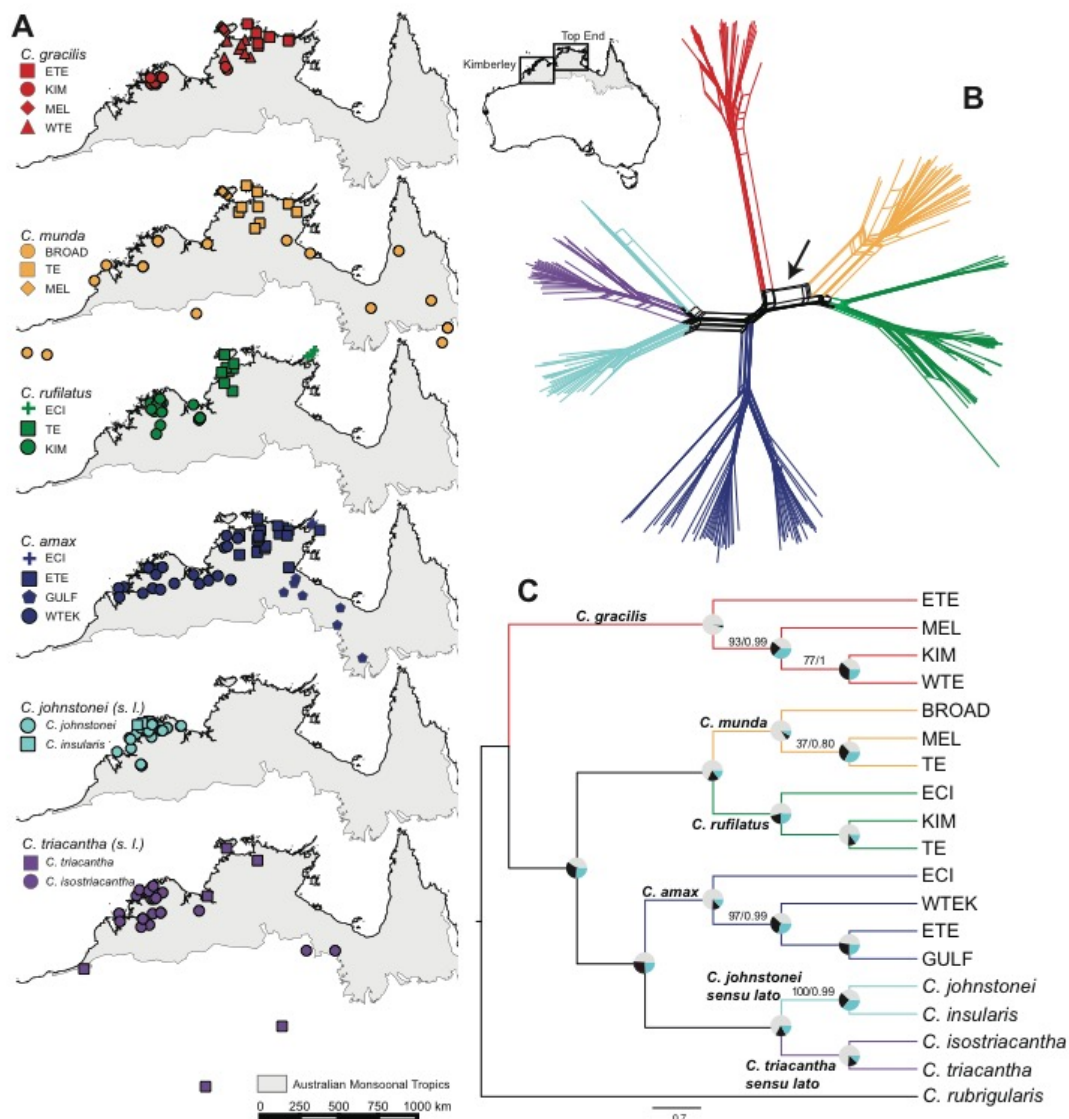 A
C. gracilis
ETE
KIM
MEL
WTE
C. munda
BROAD
TE
MEL
C. rufilatus
ECI
TE
KIM
C. amax
ECI
ETE
GULF
WTEK
C. johnstonei (s. l.)
C. johnstonei
C. insularis
C. triacantha (s. l.)
C. triacantha
C. isostriacantha
Australian Monsoonal Tropics
0 250 500 750 1000 km
Top End
Kimberley
B
C
C. gracilis
93/0.99
77/1
C. munda
37/0.80
C. rufilatus
C. amax
97/0.99
C. johnstonei
sensu lato
100/0.99
C. triacantha
sensu lato
ETE
MEL
KIM
WTE
BROAD
MEL
TE
ECI
KIM
TE
ECI
WTEK
ETE
GULF
C. johnstonei
C. insularis
C. isostriacantha
C. triacantha
C. rubrigularis
0.7